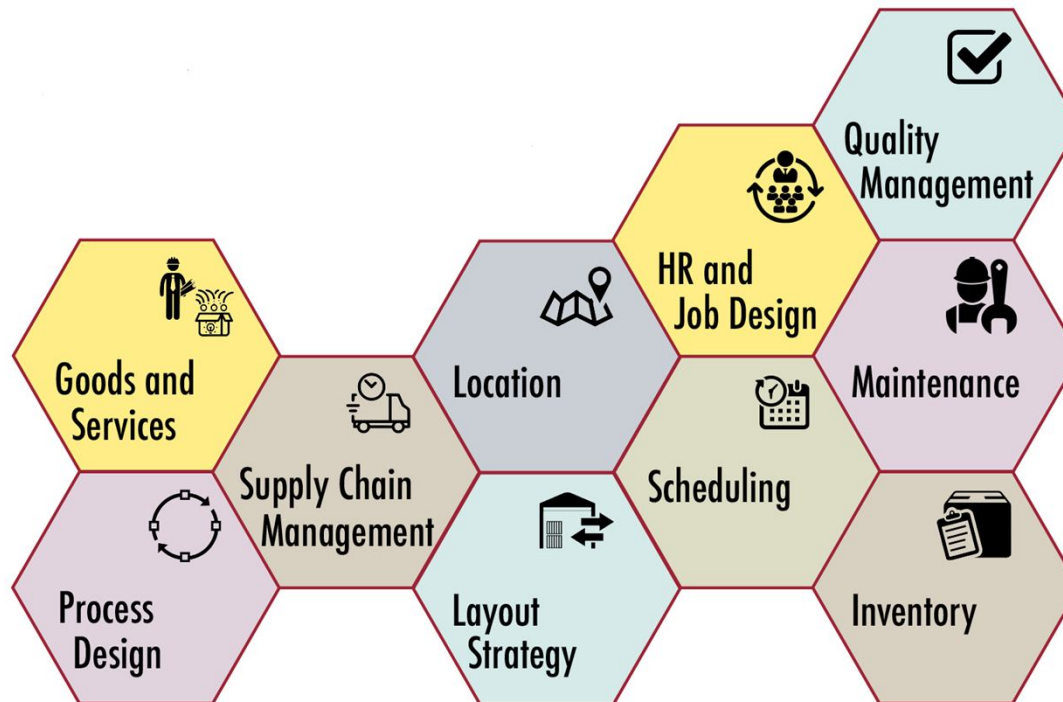 Quality
Management
HR and
Job Design
Goods and
Services
Location
Maintenance
Supply Chain
Management
Scheduling
Process
Design
Layout
Strategy
Inventory